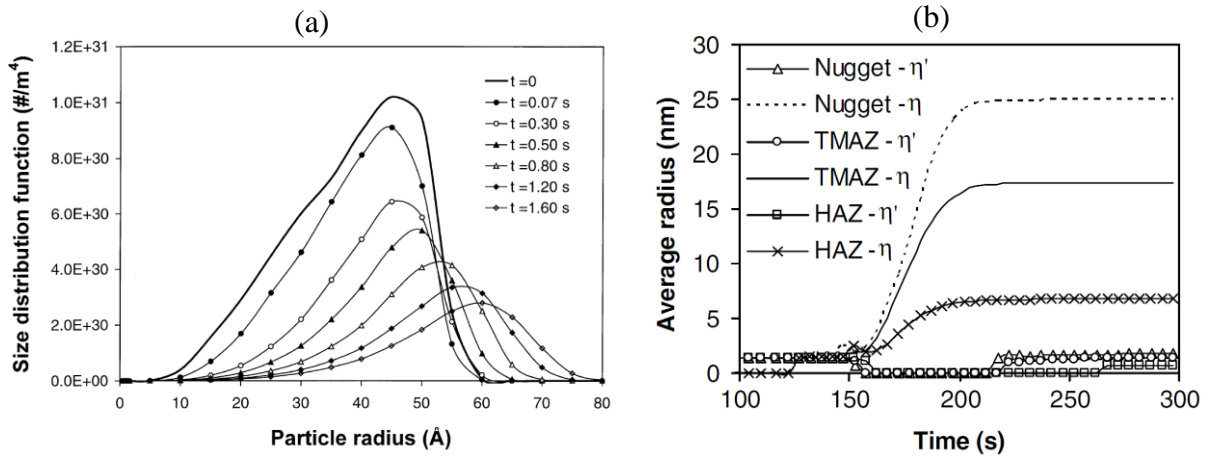 (a)
Size distribution function (#/m⁴)
1.2E+31
1.0E+31
8.0E+30
6.0E+30
4.0E+30
2.0E+30
0.0E+00
t =0
t =0.07 s
t =0.30 s
t =0.50 s
t =0.80 s
t =1.20 s
t =1.60 s
0 10 20 30 40 50 60 70 80
Particle radius (Å)
(b)
Average radius (nm)
30
25
20
15
10
5
0
Nugget - η'
Nugget - η
TMAZ - η'
TMAZ - η
HAZ - η'
HAZ - η
100 150 200 250 300
Time (s)